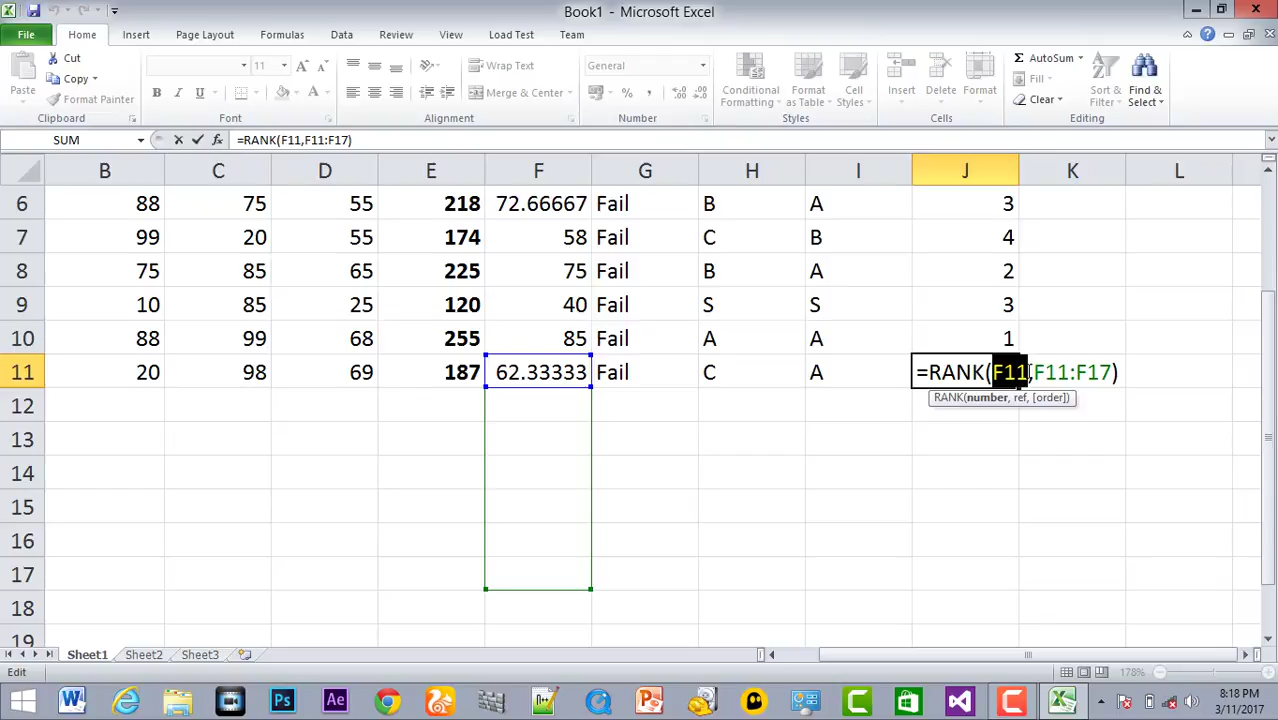 Book1 - Microsoft Excel
File Home Insert Page Layout Formulas Data Review View Load Test Team
Cut
Copy
Format Painter
Paste
Clipboard
11
B I U
Font
Wrap Text
Merge & Center
Alignment
General
Number
Conditional Formatting
Format as Table
Cell Styles
Styles
Insert
Delete
Format
Cells
AutoSum
Fill
Clear
Sort & Filter
Find & Select
Editing
SUM =RANK(F11,F11:F17)
B C D E F G H I J K L
6 88 75 55 218 72.66667 Fail B A 3
7 99 20 55 174 58 Fail C B 4
8 75 85 65 225 75 Fail B A 2
9 10 85 25 120 40 Fail S S 3
10 88 99 68 255 85 Fail A A 1
11 20 98 69 187 62.33333 Fail C A =RANK(F11,F11:F17)
RANK(number, ref, [order])
12
13
14
15
16
17
18
19
Sheet1 Sheet2 Sheet3
Edit 178%
8:18 PM
3/11/2017